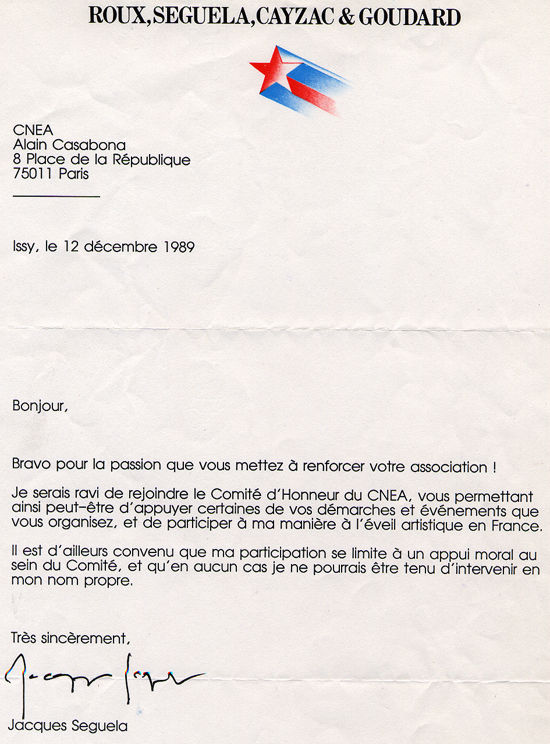 ROUX, SEGUELA, CAYZAC & GOUDARD
CNEA
Alain Casabona
8 Place de la République
75011 Paris
Issy, le 12 décembre 1989
Bonjour,
Bravo pour la passion que vous mettez à renforcer votre association !
Je serais ravi de rejoindre le Comité d'Honneur du CNEA, vous permettant
ainsi peut-être d'appuyer certaines de vos démarches et événements que
vous organisez, et de participer à ma manière à l'éveil artistique en France.
Il est d'ailleurs convenu que ma participation se limite à un appui moral au
sein du Comité, et qu'en aucun cas je ne pourrais être tenu d'intervenir en
mon nom propre.
Très sincèrement,
Jacques Seguela